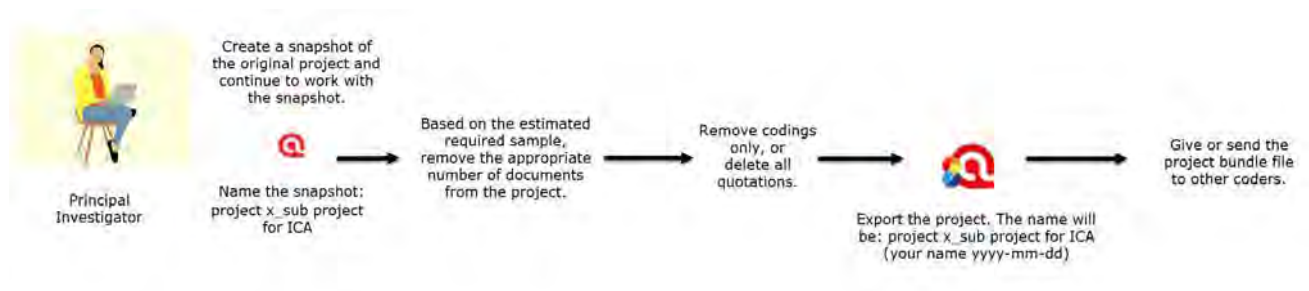 Create a snapshot of
the original project and
continue to work with
the snapshot.
Name the snapshot:
project x_sub project
for ICA
Principal
Investigator
Based on the estimated
required sample,
remove the appropriate
number of documents
from the project.
Remove codings
only, or
delete all
quotations.
Export the project. The name will
be: project x_sub project for ICA
(your name yyyy-mm-dd)
Give or send the
project bundle file
to other coders.